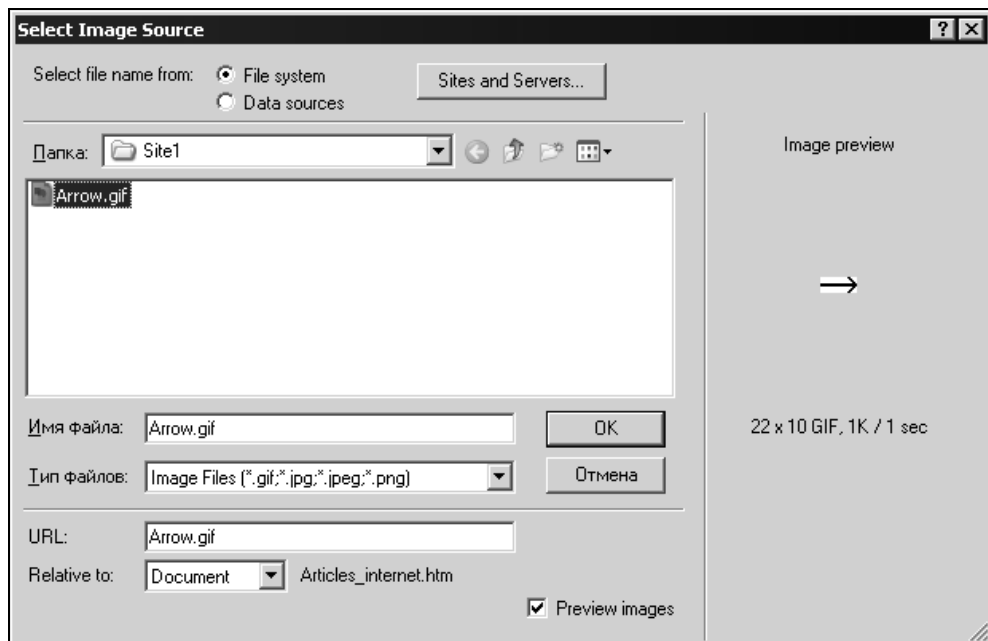 Select Image Source
Select file name from: File system
Data sources
Sites and Servers...
Папка: Site1
Arrow.gif
Имя файла: Arrow.gif
OK
Тип файлов: Image Files (*.gif;*.jpg;*.jpeg;*.png)
Отмена
URL: Arrow.gif
Relative to: Document Articles_internet.htm
Preview images
Image preview
22 x 10 GIF, 1K / 1 sec